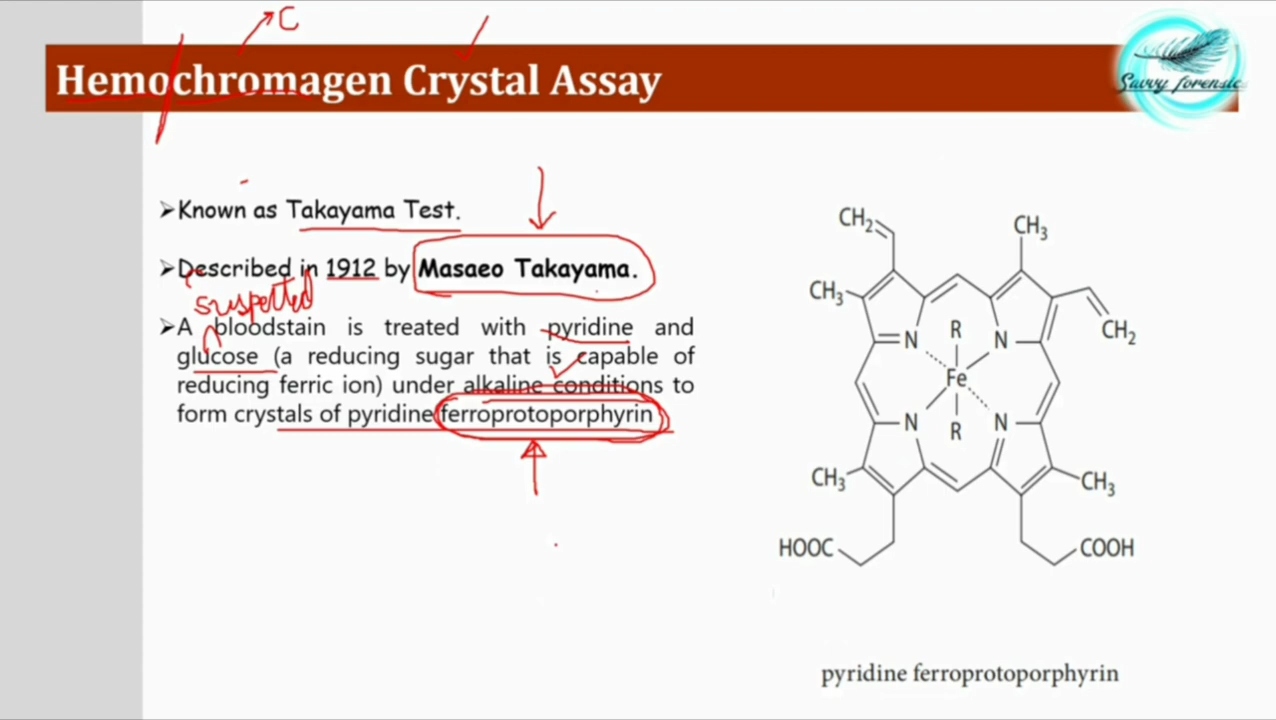 C
Hemochromagen Crystal Assay
Savvy forensics
➢Known as Takayama Test.
➢Described in 1912 by Masaeo Takayama.
suspected
➢A bloodstain is treated with pyridine and
glucose (a reducing sugar that is capable of
reducing ferric ion) under alkaline conditions to
form crystals of pyridine ferroprotoporphyrin
CH₂ CH₃
CH₃ N R N CH₂
Fe
N R N
CH₃ CH₃
HOOC COOH
pyridine ferroprotoporphyrin